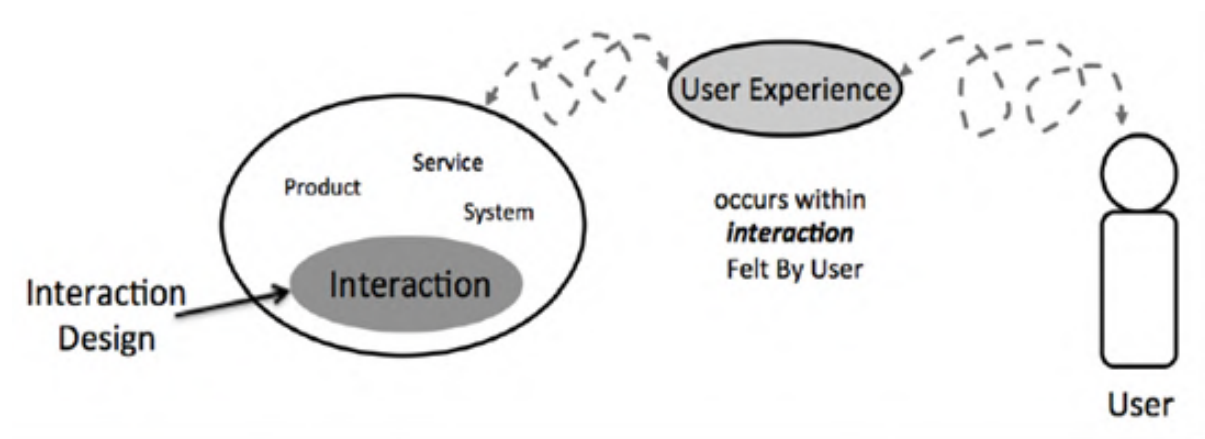 User Experience
Service
Product
System
occurs within
interaction
Felt By User
Interaction
Interaction
Design
User